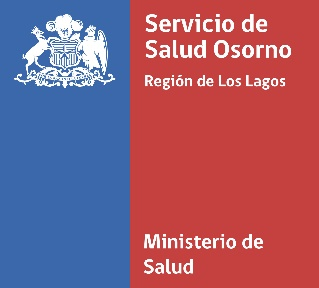 Servicio de
Salud Osorno
Región de Los Lagos
Ministerio de
Salud